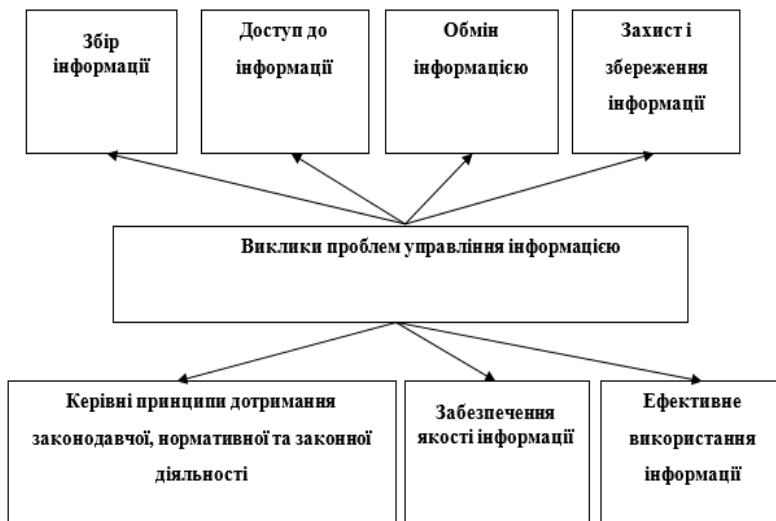 Збір
інформації
Доступ до
інформації
Обмін
інформацією
Захист і
збереження
інформації
Виклики проблем управління інформацією
Керівні принципи дотримання
законодавчої, нормативної та законної
діяльності
Забезпечення
якості інформації
Ефективне
використання
інформації